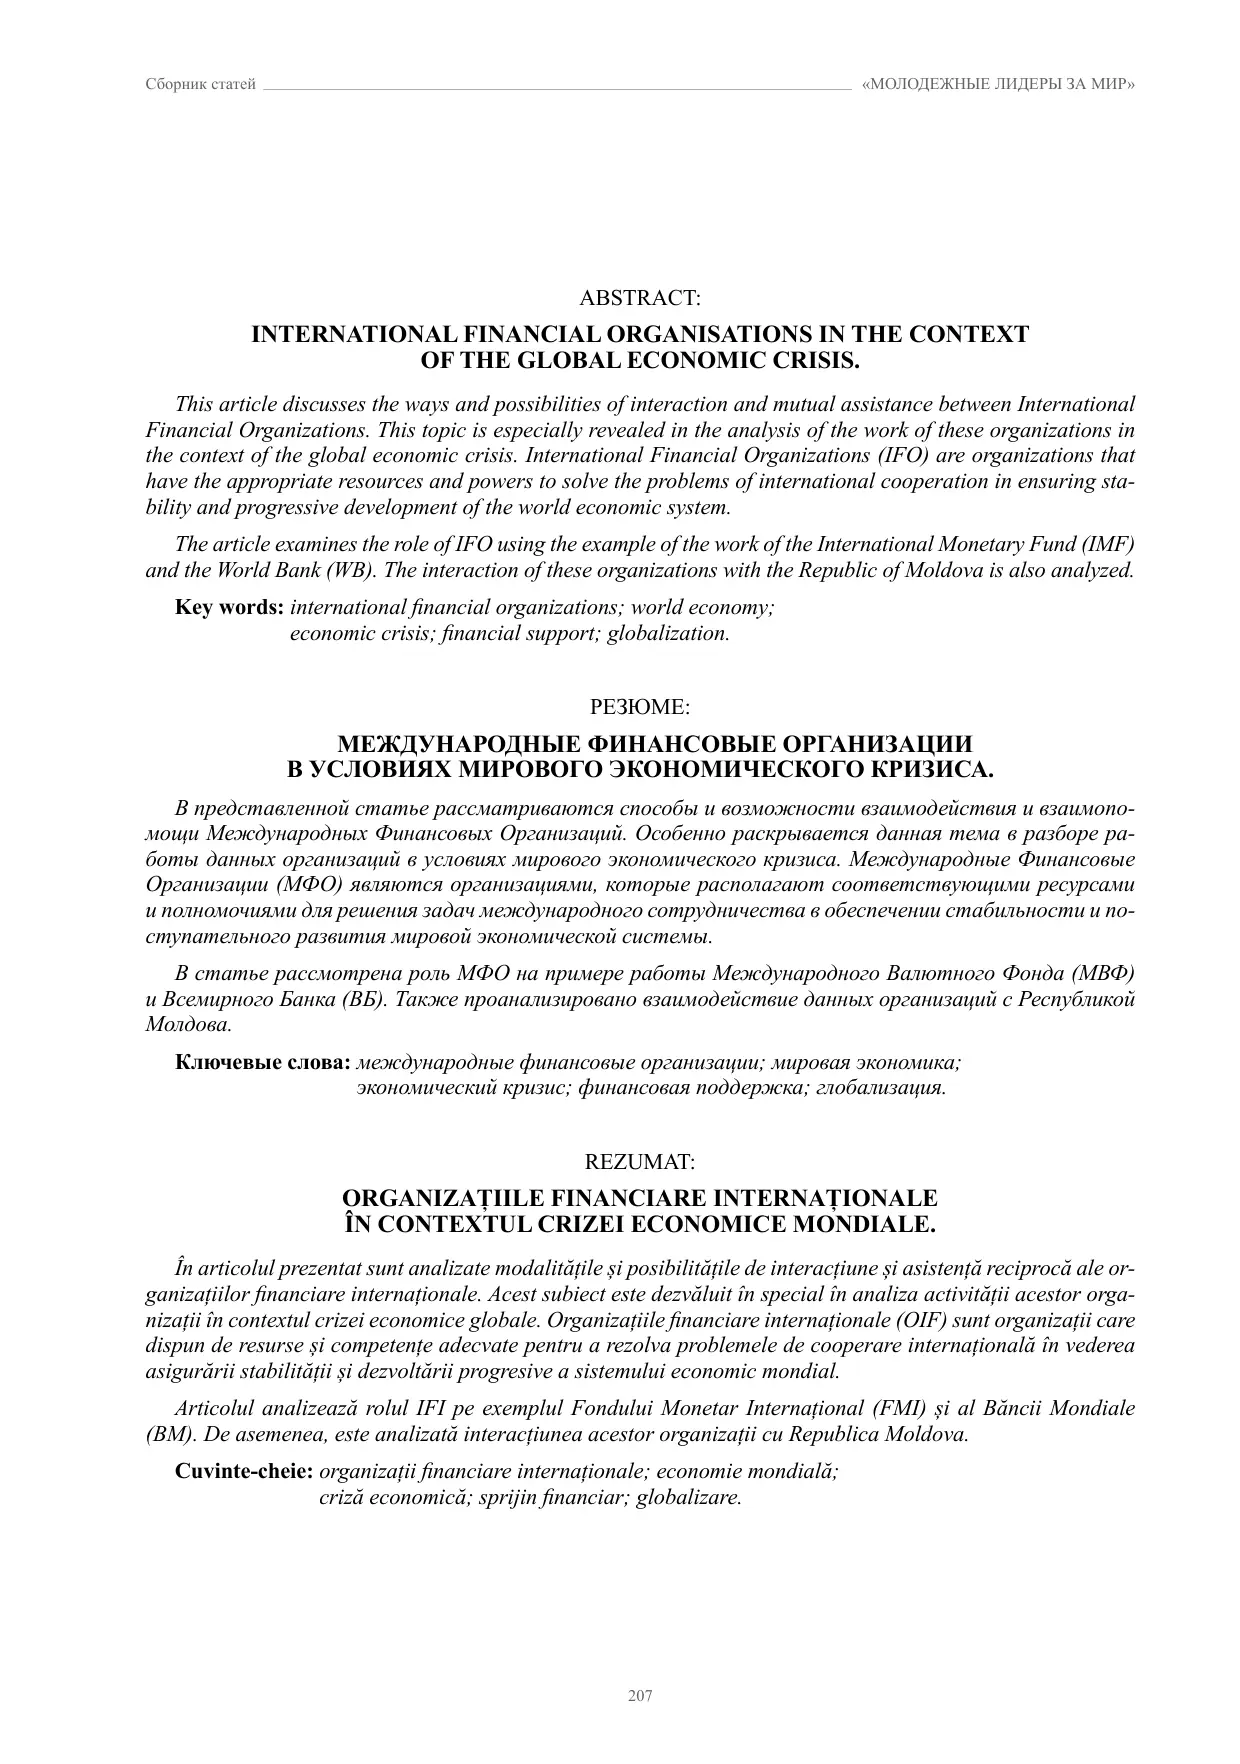 Сборник статей «МОЛОДЕЖНЫЕ ЛИДЕРЫ ЗА МИР»
ABSTRACT:
INTERNATIONAL FINANCIAL ORGANISATIONS IN THE CONTEXT
OF THE GLOBAL ECONOMIC CRISIS.
This article discusses the ways and possibilities of interaction and mutual assistance between International
Financial Organizations. This topic is especially revealed in the analysis of the work of these organizations in
the context of the global economic crisis. International Financial Organizations (IFO) are organizations that
have the appropriate resources and powers to solve the problems of international cooperation in ensuring sta-
bility and progressive development of the world economic system.
The article examines the role of IFO using the example of the work of the International Monetary Fund (IMF)
and the World Bank (WB). The interaction of these organizations with the Republic of Moldova is also analyzed.
Key words: international financial organizations; world economy;
economic crisis; financial support; globalization.
РЕЗЮМЕ:
МЕЖДУНАРОДНЫЕ ФИНАНСОВЫЕ ОРГАНИЗАЦИИ
В УСЛОВИЯХ МИРОВОГО ЭКОНОМИЧЕСКОГО КРИЗИСА.
В представленной статье рассматриваются способы и возможности взаимодействия и взаимопо-
мощи Международных Финансовых Организаций. Особенно раскрывается данная тема в разборе ра-
боты данных организаций в условиях мирового экономического кризиса. Международные Финансовые
Организации (МФО) являются организациями, которые располагают соответствующими ресурсами
и полномочиями для решения задач международного сотрудничества в обеспечении стабильности и по-
ступательного развития мировой экономической системы.
В статье рассмотрена роль МФО на примере работы Международного Валютного Фонда (МВФ)
и Всемирного Банка (ВБ). Также проанализировано взаимодействие данных организаций с Республикой
Молдова.
Ключевые слова: международные финансовые организации; мировая экономика;
экономический кризис; финансовая поддержка; глобализация.
REZUMAT:
ORGANIZAȚIILE FINANCIARE INTERNAȚIONALE
ÎN CONTEXTUL CRIZEI ECONOMICE MONDIALE.
În articolul prezentat sunt analizate modalitățile și posibilitățile de interacțiune și asistență reciprocă ale or-
ganizațiilor financiare internaționale. Acest subiect este dezvăluit în special în analiza activității acestor orga-
nizații în contextul crizei economice globale. Organizațiile financiare internaționale (OIF) sunt organizații care
dispun de resurse și competențe adecvate pentru a rezolva problemele de cooperare internațională în vederea
asigurării stabilității și dezvoltării progresive a sistemului economic mondial.
Articolul analizează rolul IFI pe exemplul Fondului Monetar Internațional (FMI) și al Băncii Mondiale
(BM). De asemenea, este analizată interacțiunea acestor organizații cu Republica Moldova.
Cuvinte-cheie: organizații financiare internaționale; economie mondială;
criză economică; sprijin financiar; globalizare.
207